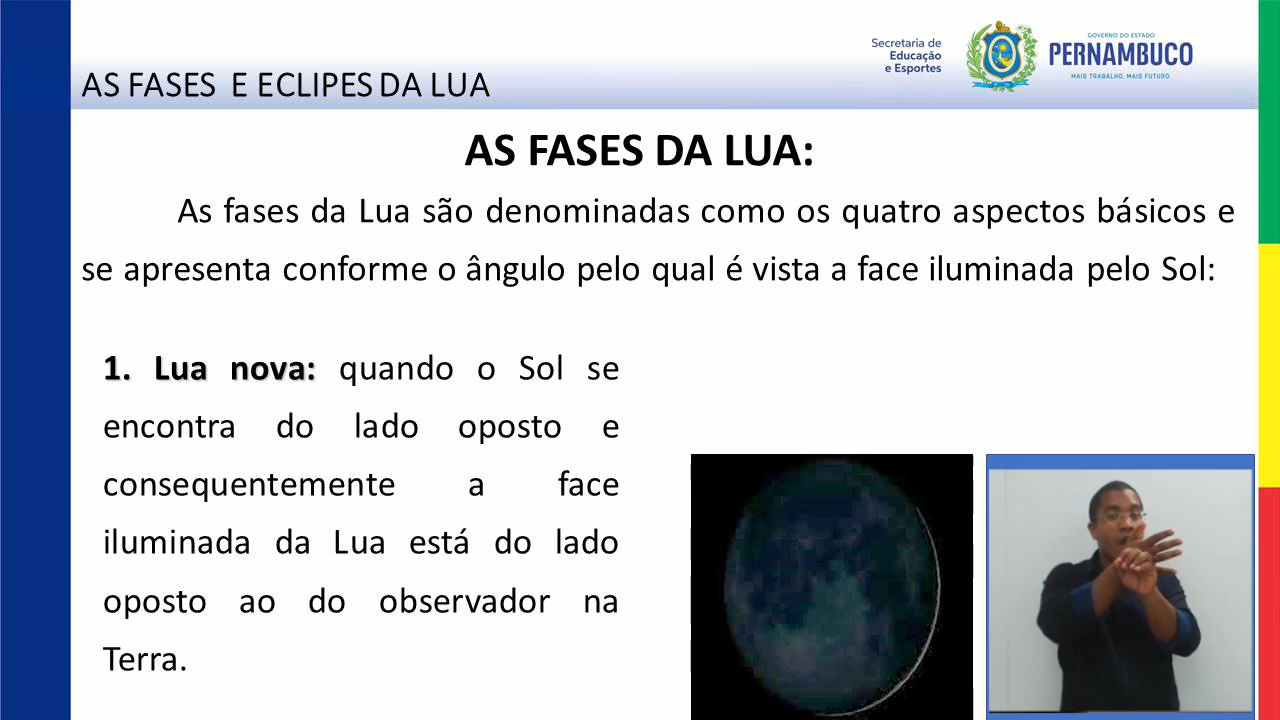 Secretaria de
Educação
e Esportes
GOVERNO DO ESTADO
PERNAMBUCO
MAIS TRABALHO, MAIS FUTURO.
AS FASES E ECLIPES DA LUA
AS FASES DA LUA:
As fases da Lua são denominadas como os quatro aspectos básicos e
se apresenta conforme o ângulo pelo qual é vista a face iluminada pelo Sol:
1. Lua nova: quando o Sol se
encontra do lado oposto e
consequentemente a face
iluminada da Lua está do lado
oposto ao do observador na
Terra.